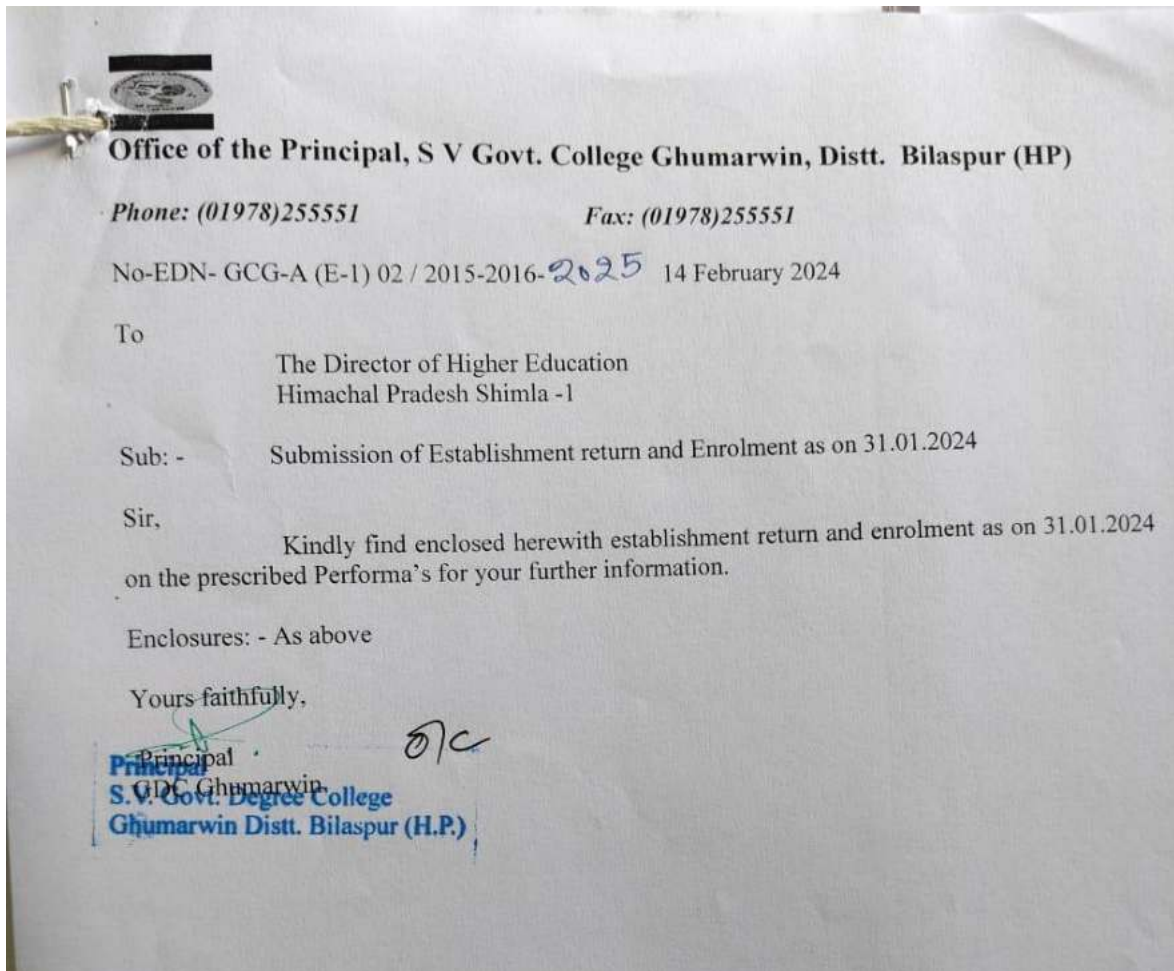 Office of the Principal, S V Govt. College Ghumarwin, Distt. Bilaspur (HP)
Phone: (01978)255551 Fax: (01978)255551
No-EDN- GCG-A (E-1) 02 / 2015-2016-2025 14 February 2024
To
The Director of Higher Education
Himachal Pradesh Shimla -1
Sub: - Submission of Establishment return and Enrolment as on 31.01.2024
Sir,
Kindly find enclosed herewith establishment return and enrolment as on 31.01.2024
on the prescribed Performa's for your further information.
Enclosures: - As above
Yours faithfully,
O/C
Principal
GDC Ghumarwin
Principal
S.V. Govt. Degree College
Ghumarwin Distt. Bilaspur (H.P.)